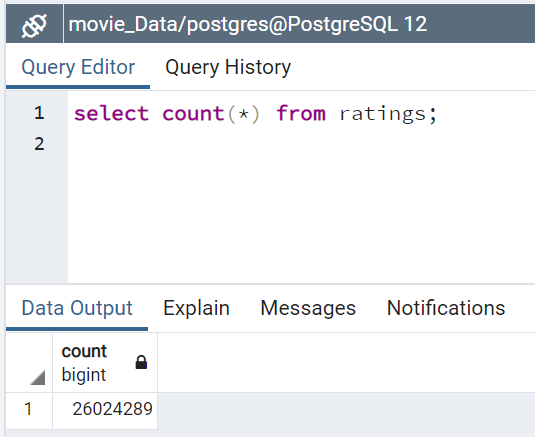 movie_Data/postgres@PostgreSQL 12
Query Editor Query History
1 select count(*) from ratings;
2
Data Output Explain Messages Notifications
count
bigint
1 26024289